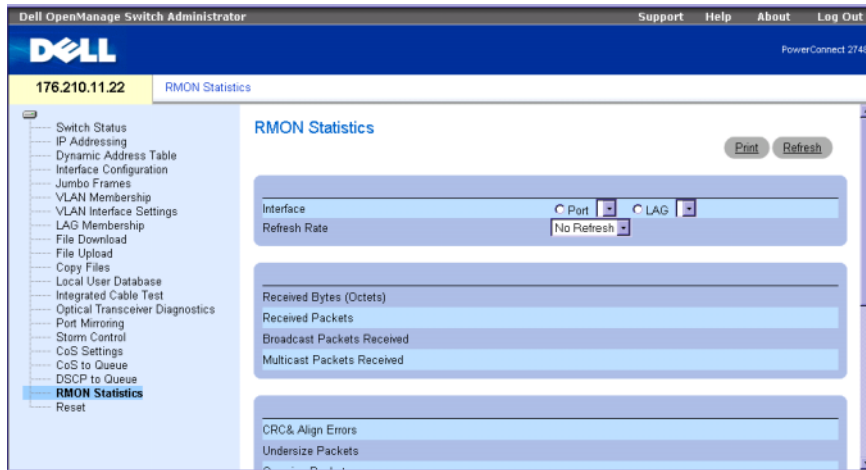 Dell OpenManage Switch Administrator
Support Help About Log Out
DELL
PowerConnect 2748
176.210.11.22
RMON Statistics
Switch Status
IP Addressing
Dynamic Address Table
Interface Configuration
Jumbo Frames
VLAN Membership
VLAN Interface Settings
LAG Membership
File Download
File Upload
Copy Files
Local User Database
Integrated Cable Test
Optical Transceiver Diagnostics
Port Mirroring
Storm Control
CoS Settings
CoS to Queue
DSCP to Queue
RMON Statistics
Reset
RMON Statistics
Print Refresh
Interface Port LAG
Refresh Rate No Refresh
Received Bytes (Octets)
Received Packets
Broadcast Packets Received
Multicast Packets Received
CRC& Align Errors
Undersize Packets